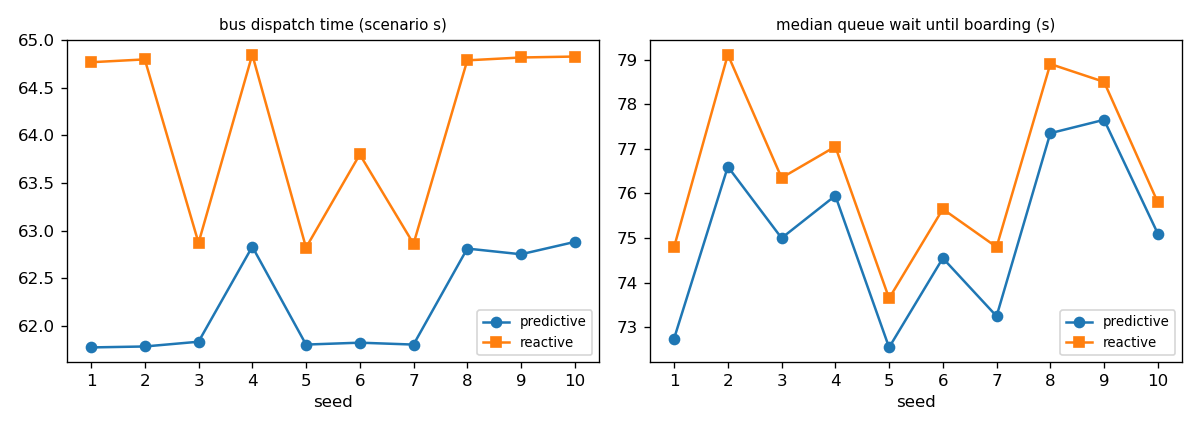 bus dispatch time (scenario s)
65.0
64.5
64.0
63.5
63.0
62.5
62.0
1 2 3 4 5 6 7 8 9 10
seed
predictive
reactive
median queue wait until boarding (s)
79
78
77
76
75
74
73
1 2 3 4 5 6 7 8 9 10
seed
predictive
reactive